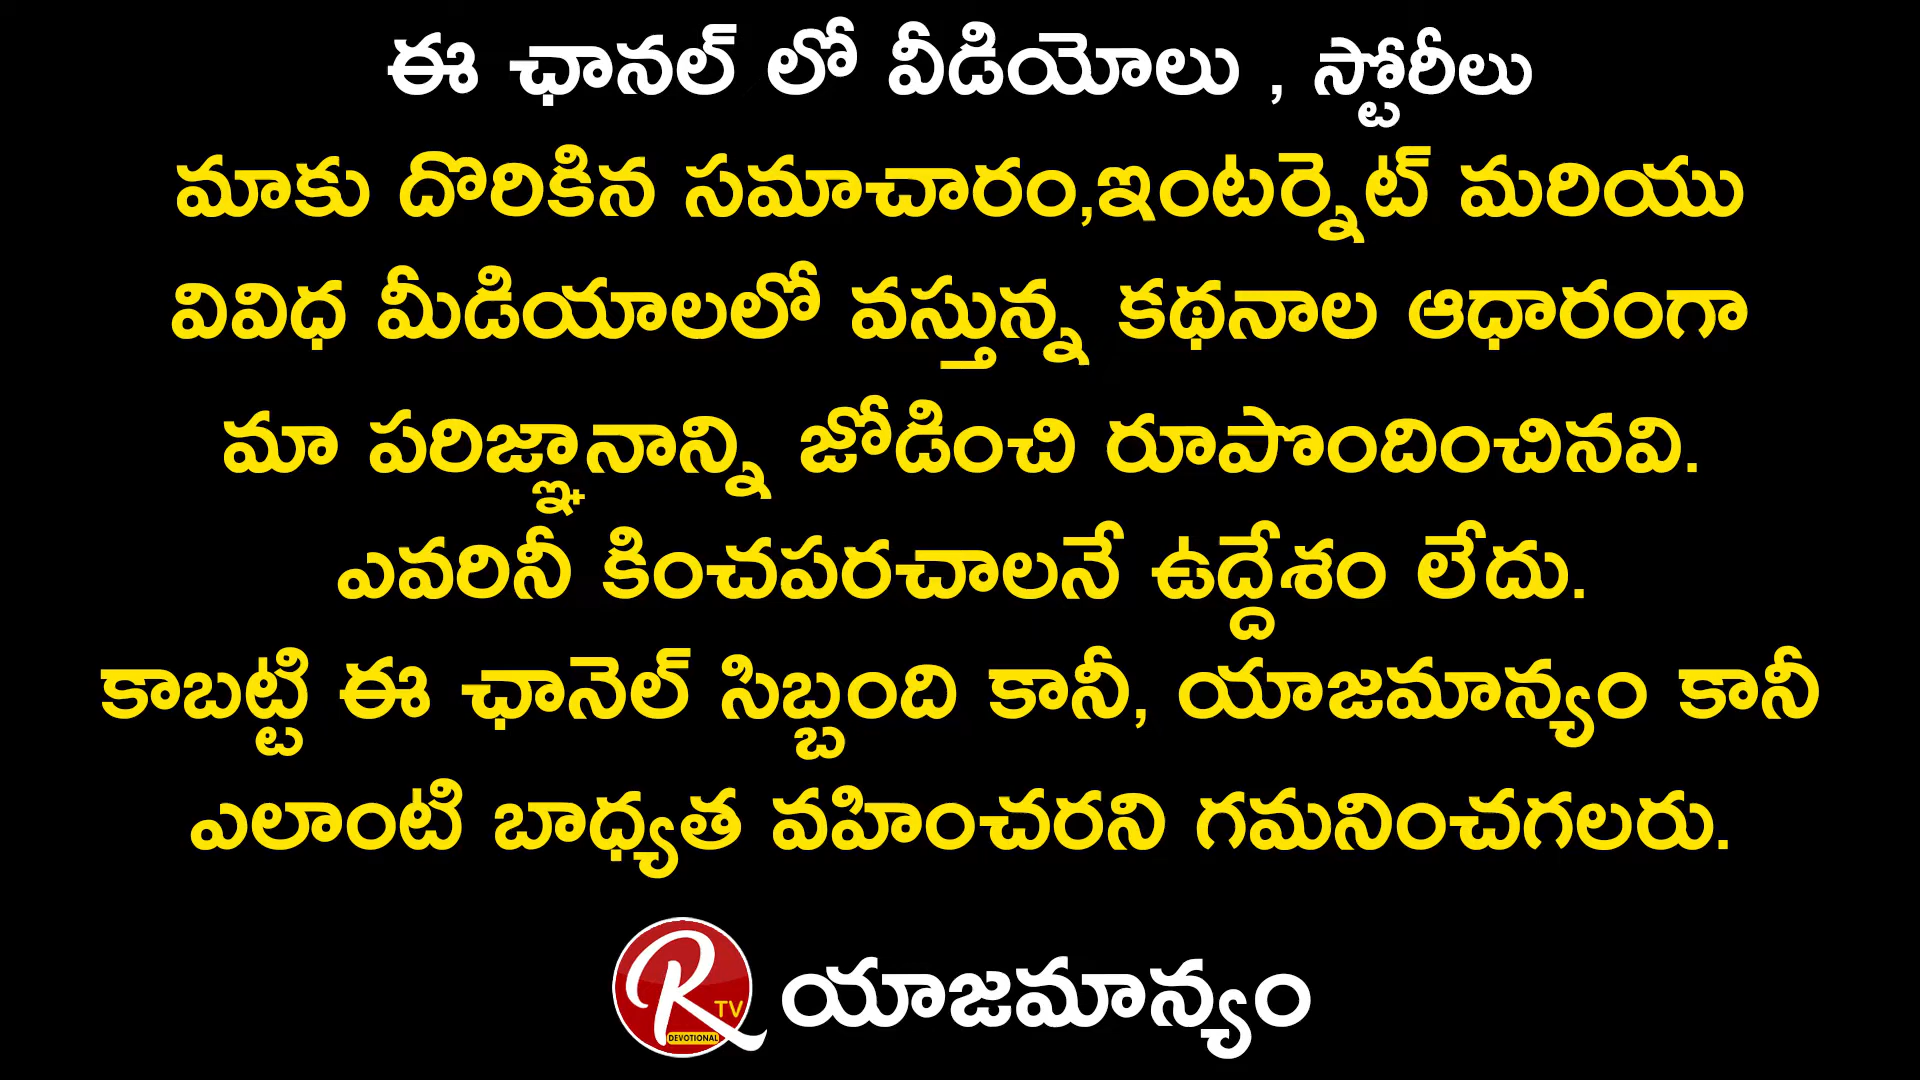 ఈ ఛానల్ లో వీడియోలు , స్టోరీలు
మాకు దొరికిన సమాచారం,ఇంటర్నెట్ మరియు
వివిధ మీడియాలలో వస్తున్న కథనాల ఆధారంగా
మా పరిజ్ఞానాన్ని జోడించి రూపొందించినవి.
ఎవరినీ కించపరచాలనే ఉద్దేశం లేదు.
కాబట్టి ఈ ఛానెల్ సిబ్బంది కానీ, యాజమాన్యం కానీ
ఎలాంటి బాధ్యత వహించరని గమనించగలరు.
R TV DEVOTIONAL యాజమాన్యం